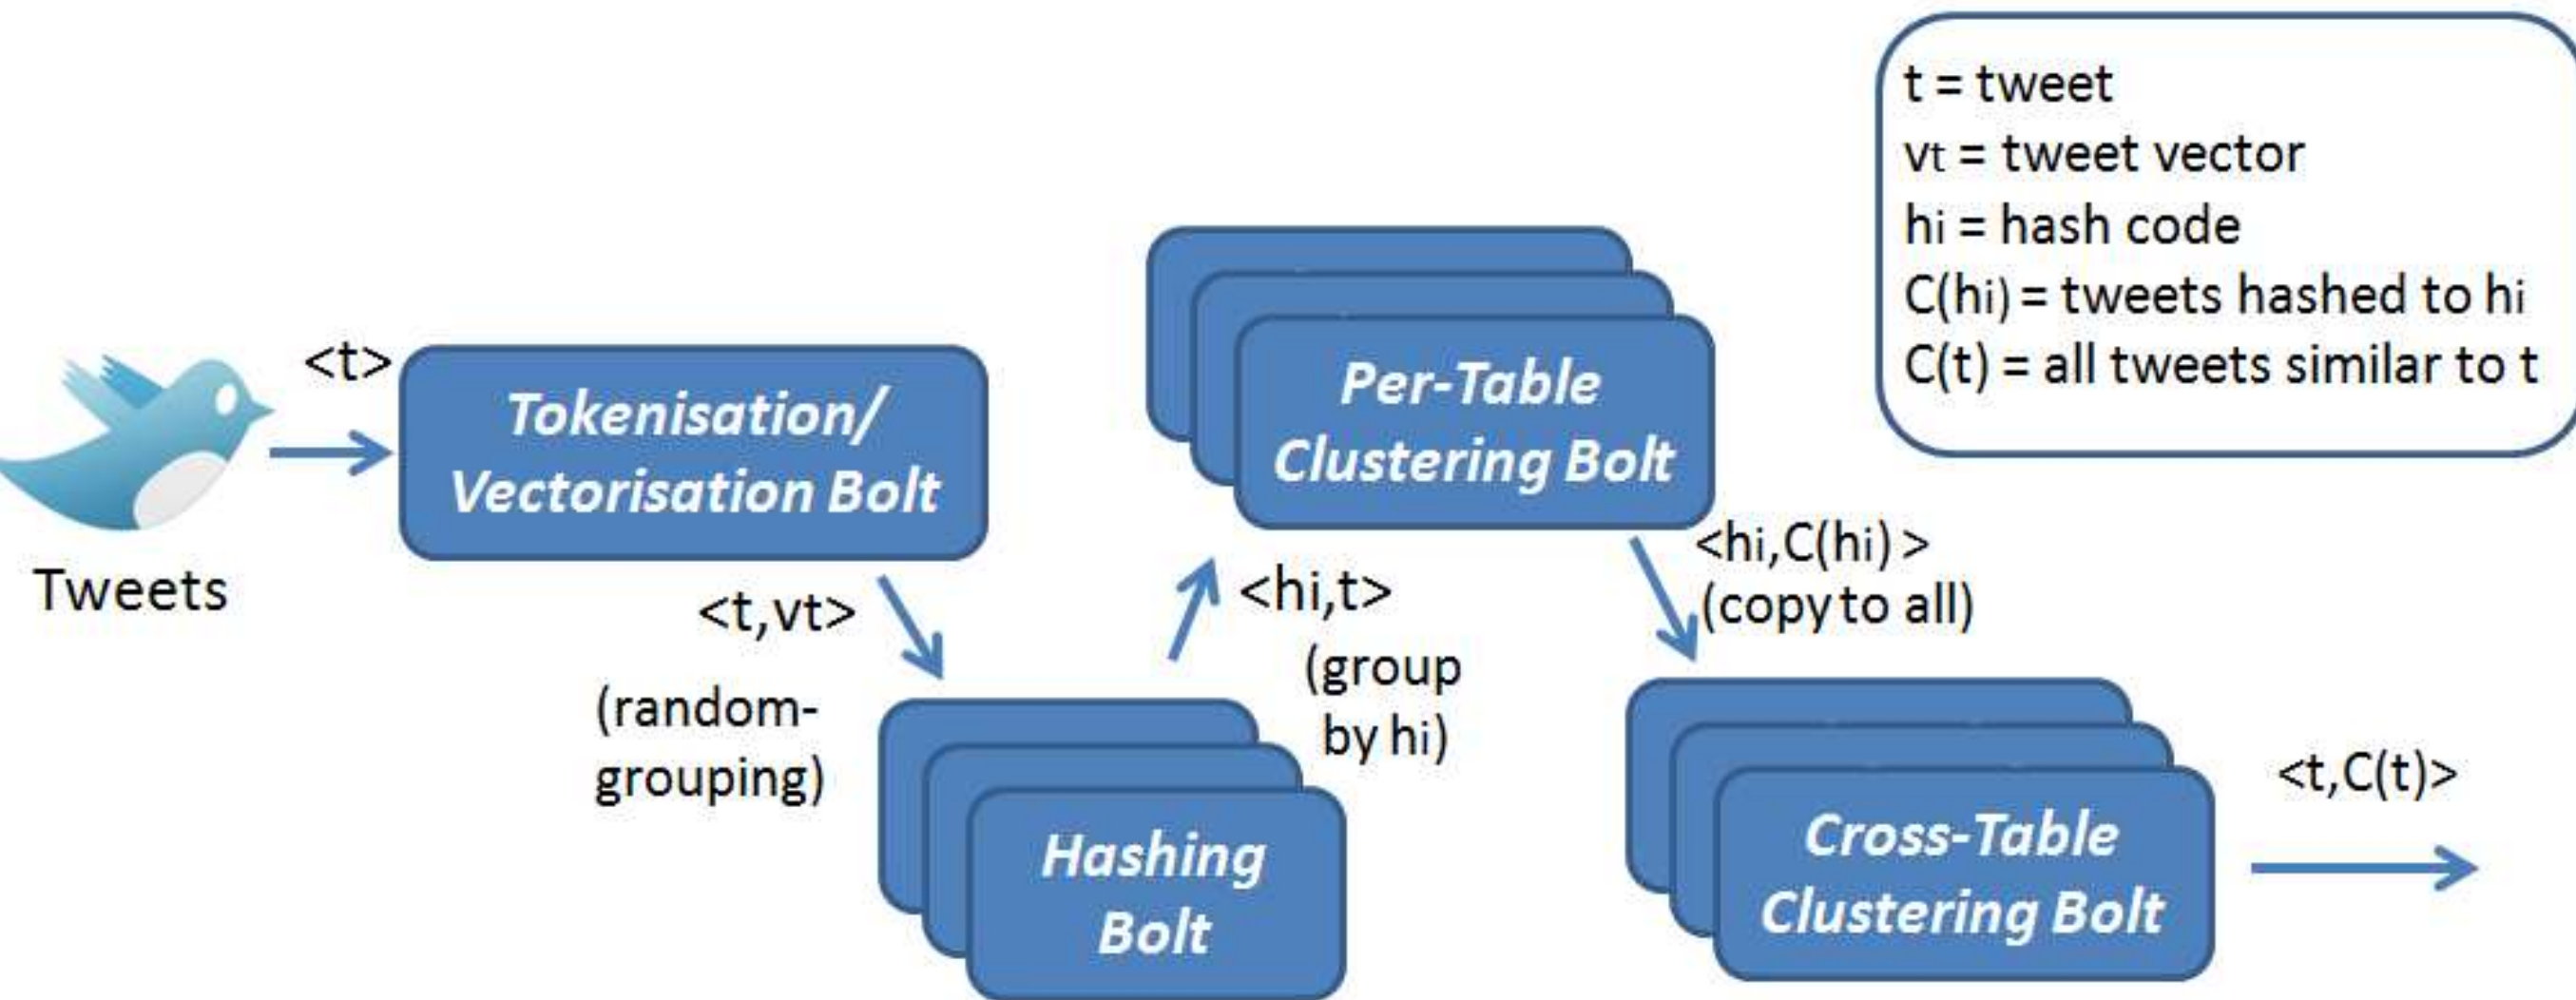 t = tweet
vt = tweet vector
hi = hash code
C(hi) = tweets hashed to hi
C(t) = all tweets similar to t
<t>
Tweets
Tokenisation/
Vectorisation Bolt
<t,vt>
(random-
grouping)
Hashing
Bolt
<hi,t>
(group
by hi)
Per-Table
Clustering Bolt
<hi,C(hi) >
(copy to all)
Cross-Table
Clustering Bolt
<t,C(t)>